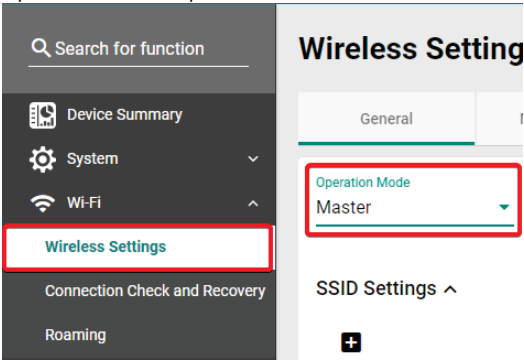 Search for function
Device Summary
System
Wi-Fi
Wireless Settings
Connection Check and Recovery
Roaming
Wireless Setting
General
Operation Mode
Master
SSID Settings